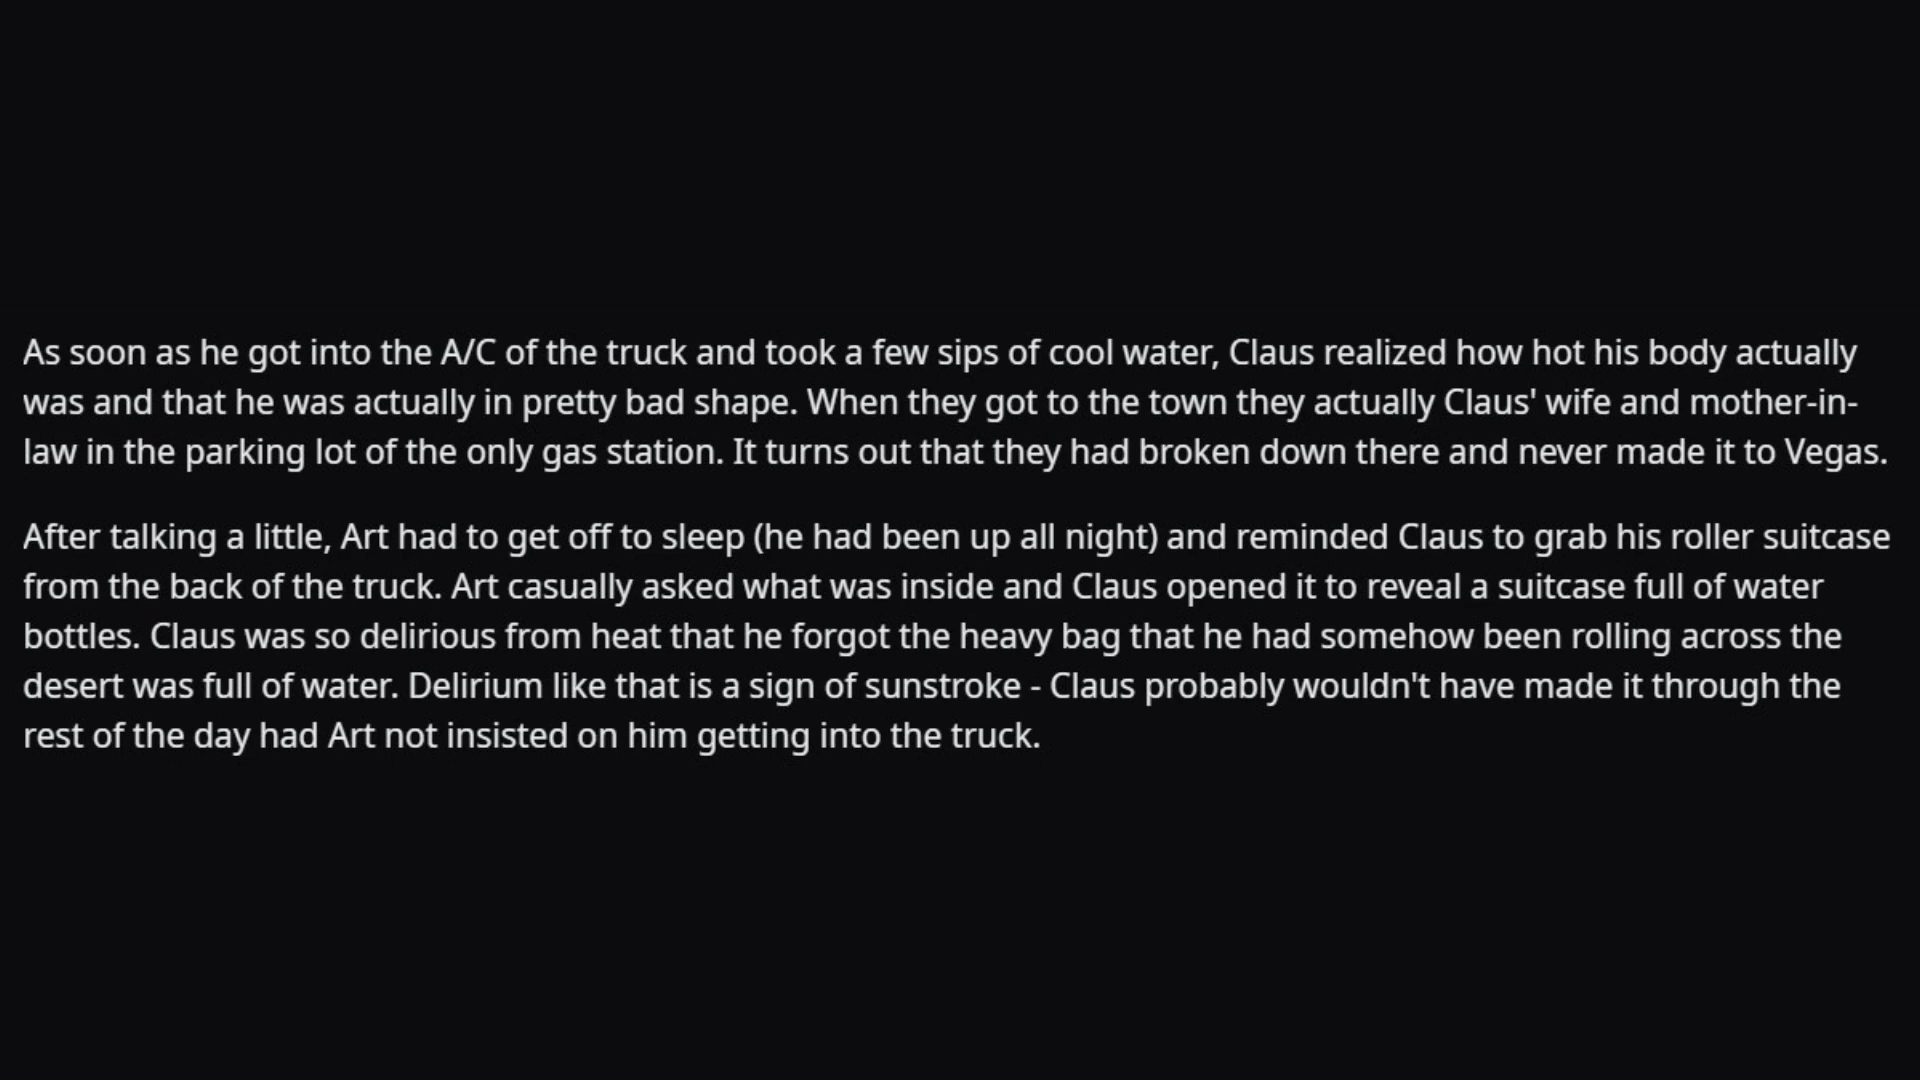 As soon as he got into the A/C of the truck and took a few sips of cool water, Claus realized how hot his body actually
was and that he was actually in pretty bad shape. When they got to the town they actually Claus' wife and mother-in-
law in the parking lot of the only gas station. It turns out that they had broken down there and never made it to Vegas.
After talking a little, Art had to get off to sleep (he had been up all night) and reminded Claus to grab his roller suitcase
from the back of the truck. Art casually asked what was inside and Claus opened it to reveal a suitcase full of water
bottles. Claus was so delirious from heat that he forgot the heavy bag that he had somehow been rolling across the
desert was full of water. Delirium like that is a sign of sunstroke - Claus probably wouldn't have made it through the
rest of the day had Art not insisted on him getting into the truck.